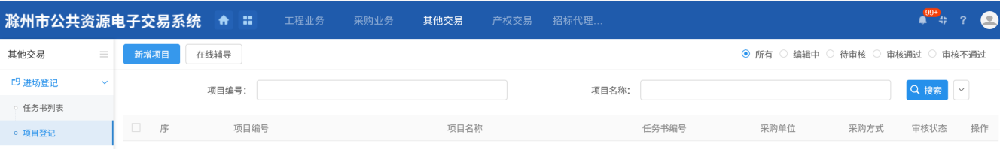 滁州市公共资源电子交易系统 工程业务 采购业务 其他交易 产权交易 招标代理... 99+ ?
其他交易 新增项目 在线辅导 所有 编辑中 待审核 审核通过 审核不通过
进场登记 项目编号： 项目名称： 搜索
任务书列表
项目登记 序 项目编号 项目名称 任务书编号 采购单位 采购方式 审核状态 操作